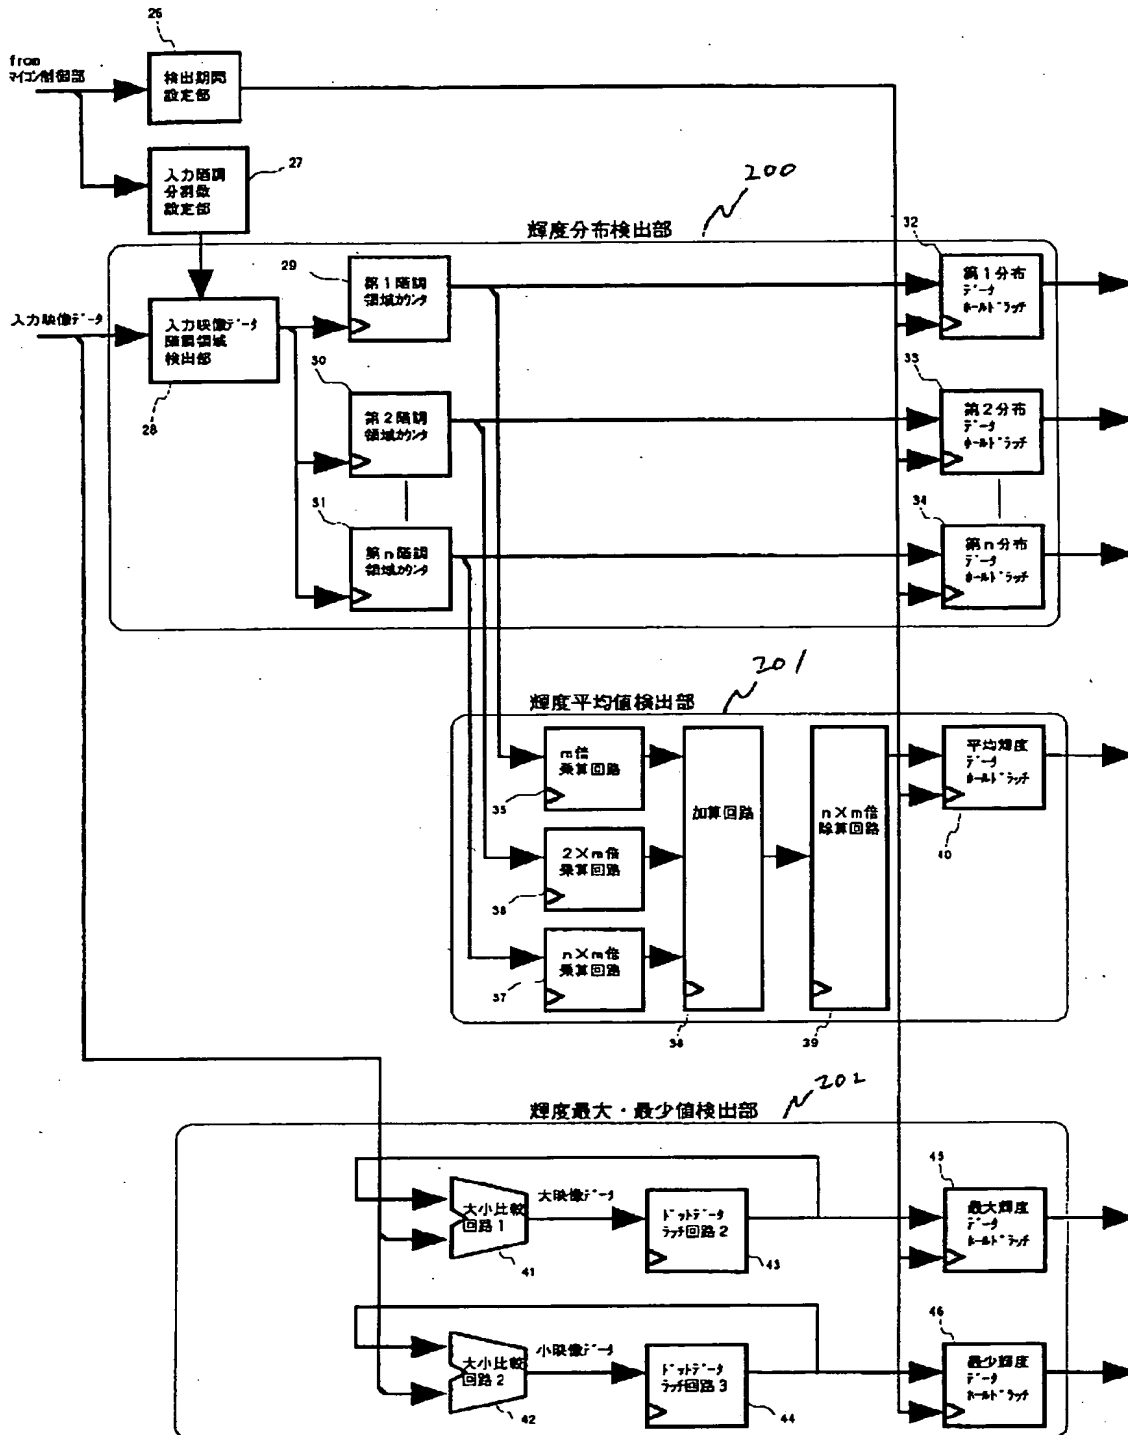 26
from
マイコン制御部
検出期間
設定部
入力階調
分割数
設定部
27
200
輝度分布検出部
入力映像データ
入力映像データ
階調領域
検出部
28
29
第1階調
領域カウンタ
30
第2階調
領域カウンタ
31
第n階調
領域カウンタ
32
第1分布
データ
ホールドラッチ
33
第2分布
データ
ホールドラッチ
34
第n分布
データ
ホールドラッチ
201
輝度平均値検出部
m倍
乗算回路
35
2×m倍
乗算回路
36
n×m倍
乗算回路
37
加算回路
38
n×m倍
除算回路
39
平均輝度
データ
ホールドラッチ
40
202
輝度最大・最少値検出部
大小比較
回路1
41
大映像データ
ドットデータ
ラッチ回路2
43
45
最大輝度
データ
ホールドラッチ
大小比較
回路2
42
小映像データ
ドットデータ
ラッチ回路3
44
46
最少輝度
データ
ホールドラッチ